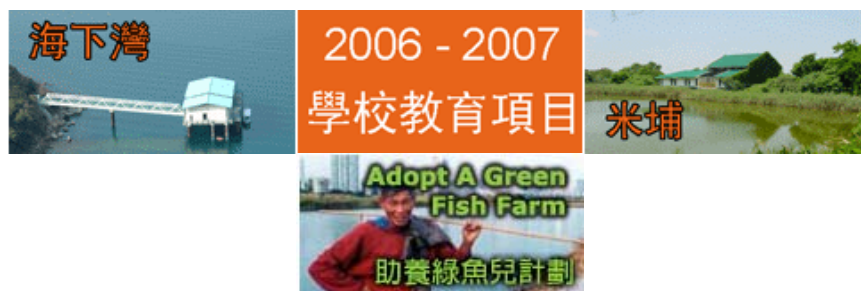 海下灣
2006 - 2007
學校教育項目
米埔
Adopt A Green
Fish Farm
助養綠魚兒計劃